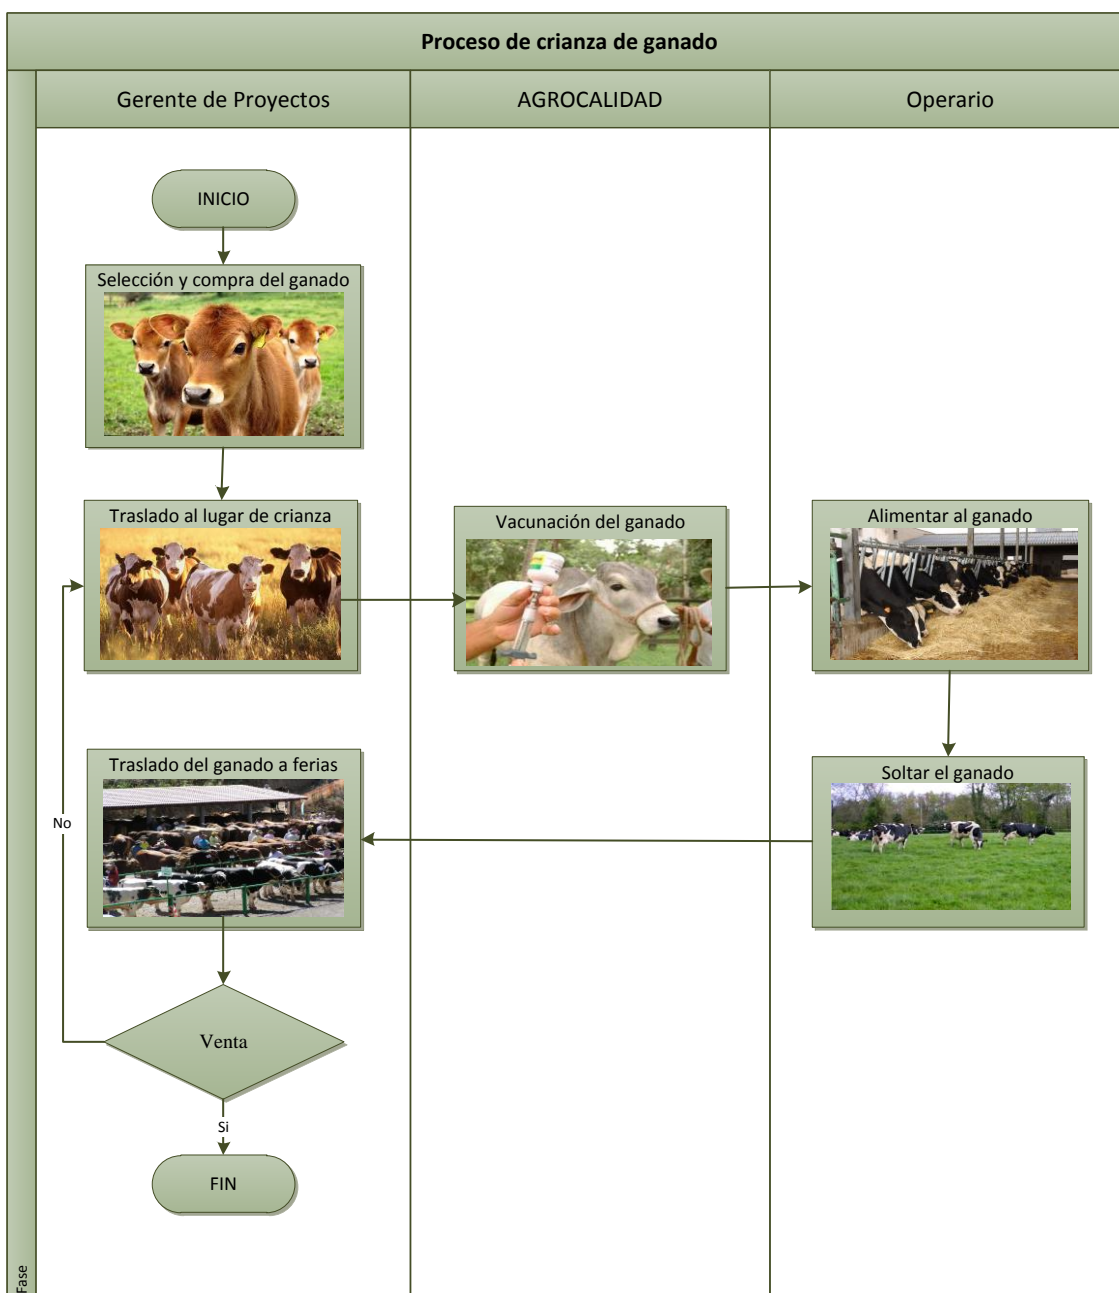 Proceso de crianza de ganado
Gerente de Proyectos
AGROCALIDAD
Operario
INICIO
Selección y compra del ganado
Traslado al lugar de crianza
Vacunación del ganado
Alimentar al ganado
Traslado del ganado a ferias
Soltar el ganado
No
Venta
Si
FIN
Fase